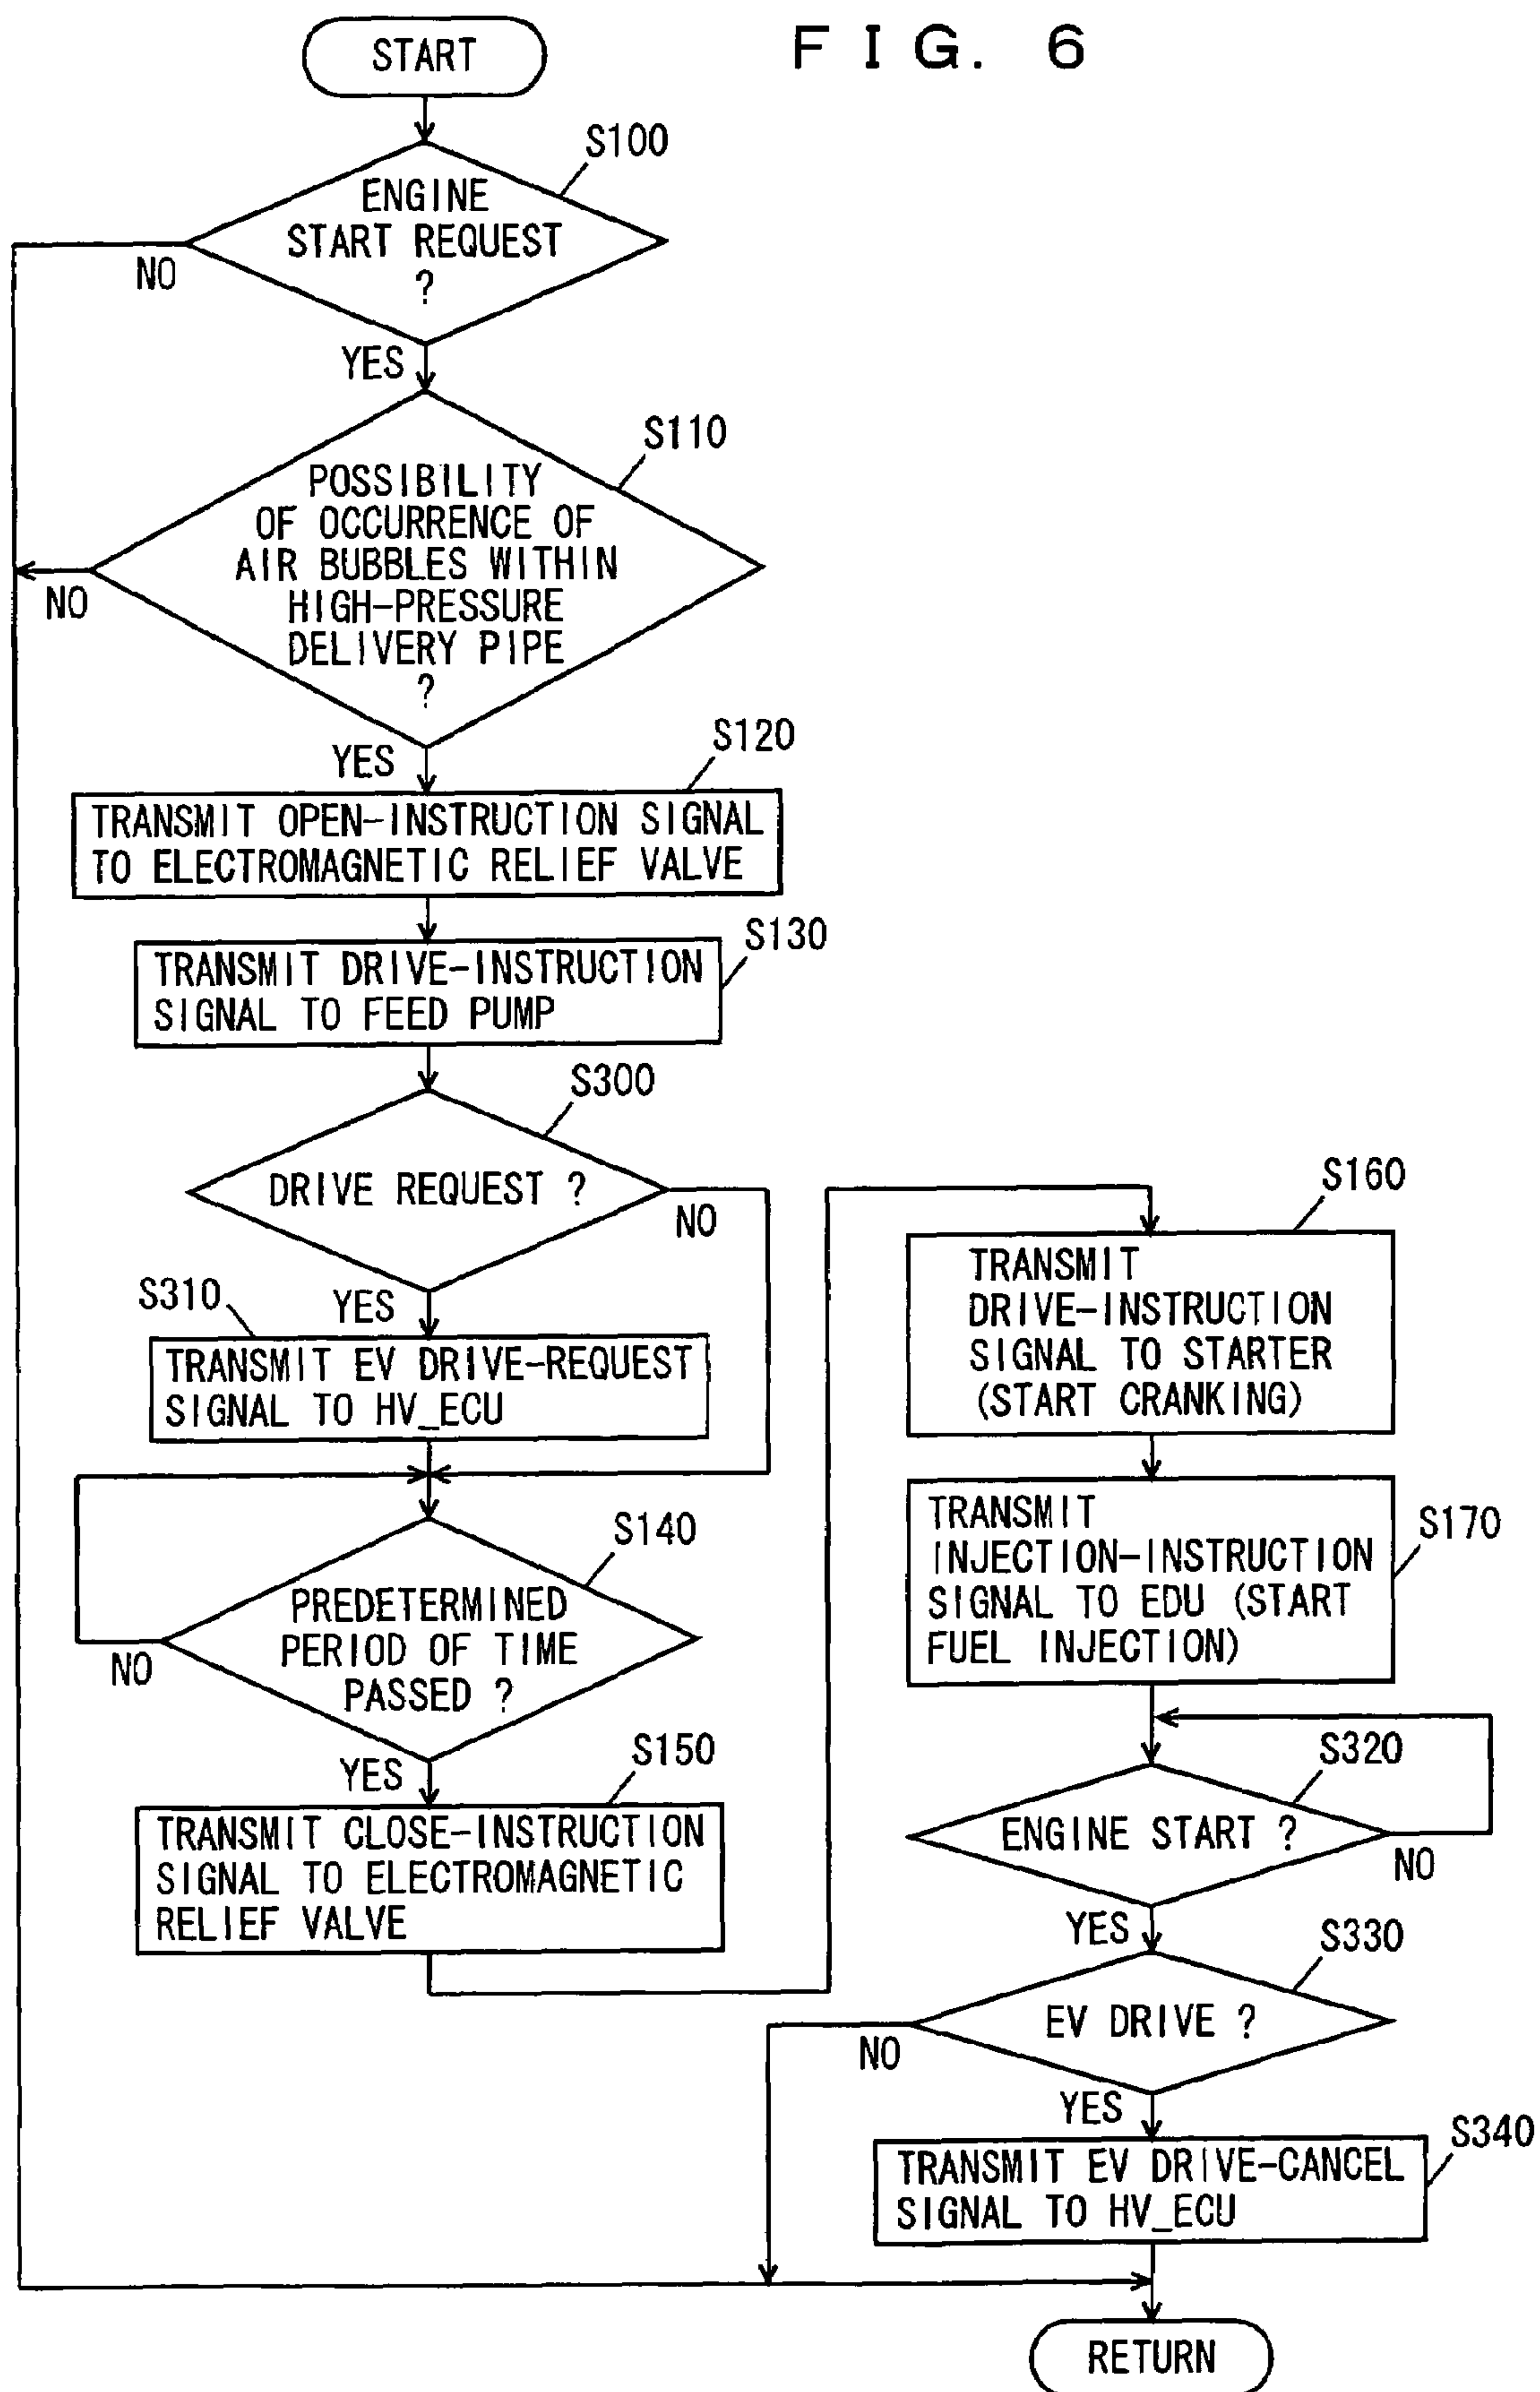 FIG. 6
START
S100
ENGINE
START REQUEST
?
NO
YES
S110
POSSIBILITY
OF OCCURRENCE OF
AIR BUBBLES WITHIN
HIGH-PRESSURE
DELIVERY PIPE
?
NO
YES
S120
TRANSMIT OPEN-INSTRUCTION SIGNAL
TO ELECTROMAGNETIC RELIEF VALVE
S130
TRANSMIT DRIVE-INSTRUCTION
SIGNAL TO FEED PUMP
S300
DRIVE REQUEST ?
NO
YES
S310
TRANSMIT EV DRIVE-REQUEST
SIGNAL TO HV_ECU
S140
PREDETERMINED
PERIOD OF TIME
PASSED ?
NO
YES
S150
TRANSMIT CLOSE-INSTRUCTION
SIGNAL TO ELECTROMAGNETIC
RELIEF VALVE
S160
TRANSMIT
DRIVE-INSTRUCTION
SIGNAL TO STARTER
(START CRANKING)
S170
TRANSMIT
INJECTION-INSTRUCTION
SIGNAL TO EDU (START
FUEL INJECTION)
S320
ENGINE START ?
NO
YES
S330
EV DRIVE ?
NO
YES
S340
TRANSMIT EV DRIVE-CANCEL
SIGNAL TO HV_ECU
RETURN